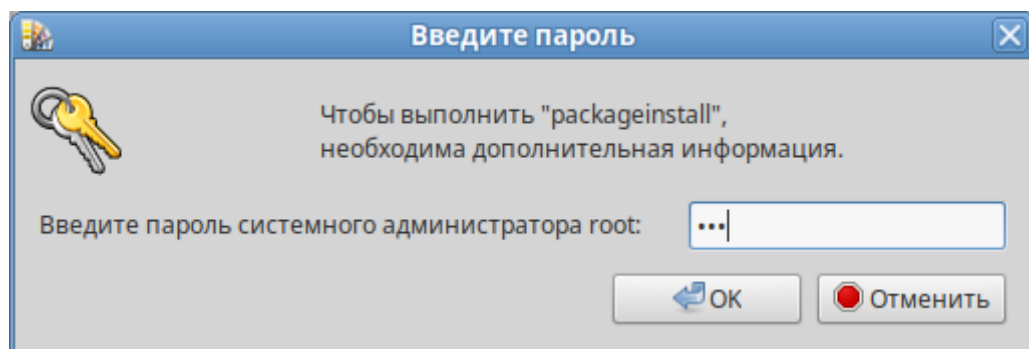 Введите пароль
Чтобы выполнить "packageinstall",
необходима дополнительная информация.
Введите пароль системного администратора root: •••
OK Отменить